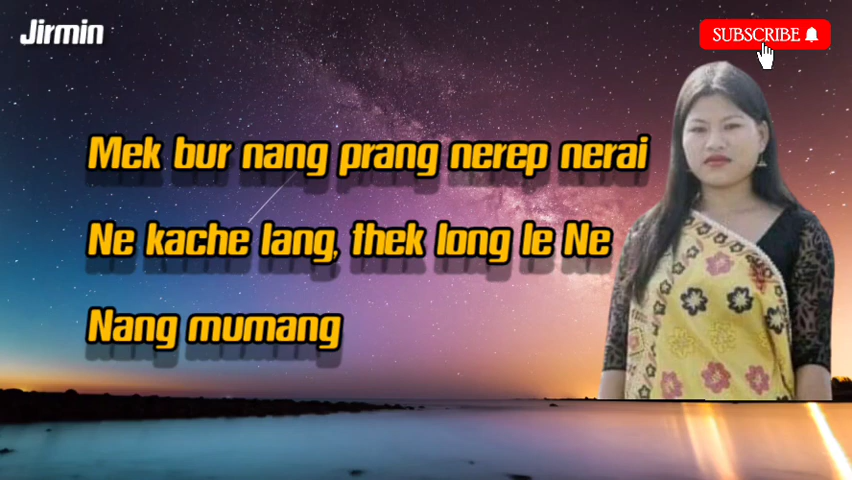 Jirmin
SUBSCRIBE
Mek bur nang prang nerep nerai
Ne kache lang, thek long le Ne
Nang mumang